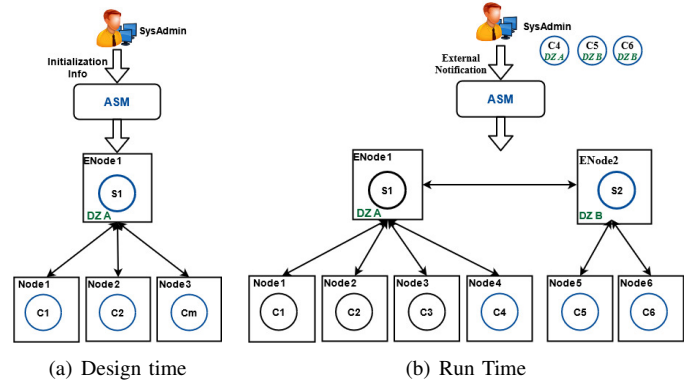 SysAdmin
Initialization
Info
ASM
ENode1
S1
DZ A
Node1
Node2
Node3
C1
C2
Cm
(a) Design time
SysAdmin
C4
DZ A
C5
DZ B
C6
DZ B
External
Notification
ASM
ENode1
S1
DZ A
ENode2
S2
DZ B
Node1
Node2
Node3
Node4
Node5
Node6
C1
C2
C3
C4
C5
C6
(b) Run Time